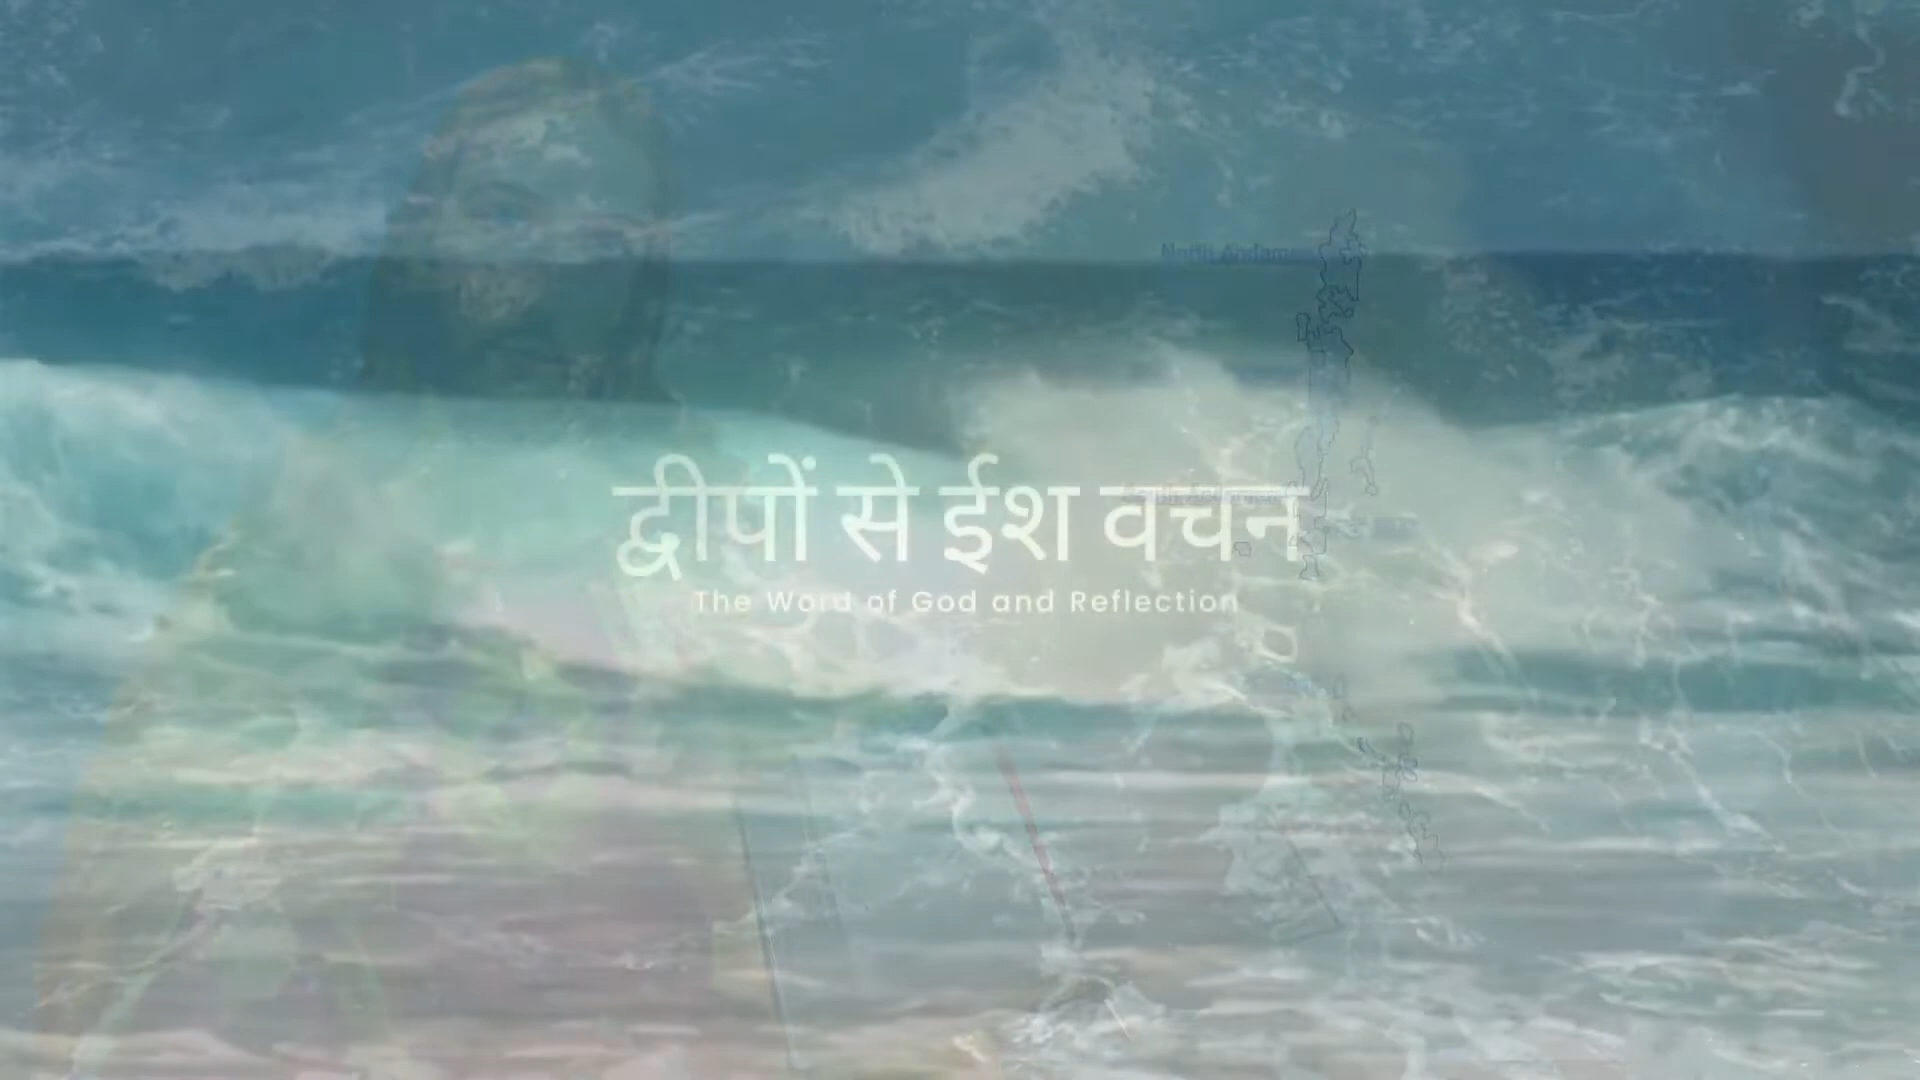 North Andaman
द्वीपों से ईश वचन
The Word of God and Reflection